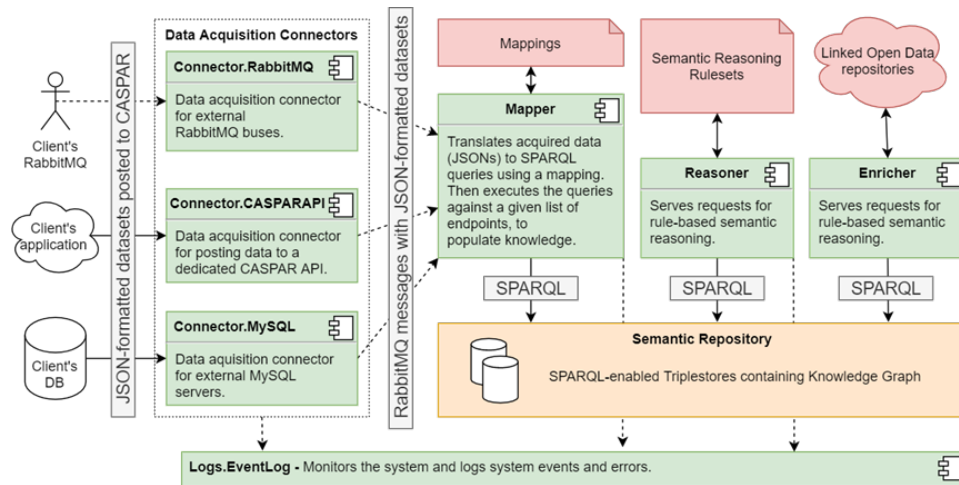 Data Acquisition Connectors
Client's
RabbitMQ
Client's
application
Client's
DB
JSON-formatted datasets posted to CASPAR
Connector.RabbitMQ
Data acquisition connector
for external
RabbitMQ buses.
Connector.CASPARAPI
Data acquisition connector
for posting data to a
dedicated CASPAR API.
Connector.MySQL
Data aquisition connector
for external MySQL
servers.
RabbitMQ messages with JSON-formatted datasets
Mappings
Mapper
Translates acquired data
(JSONs) to SPARQL
queries using a mapping.
Then executes the queries
against a given list of
endpoints, to
populate knowledge.
SPARQL
Semantic Reasoning
Rulesets
Reasoner
Serves requests for
rule-based semantic
reasoning.
SPARQL
Linked Open Data
repositories
Enricher
Serves requests for
rule-based semantic
reasoning.
SPARQL
Semantic Repository
SPARQL-enabled Triplestores containing Knowledge Graph
Logs.EventLog - Monitors the system and logs system events and errors.